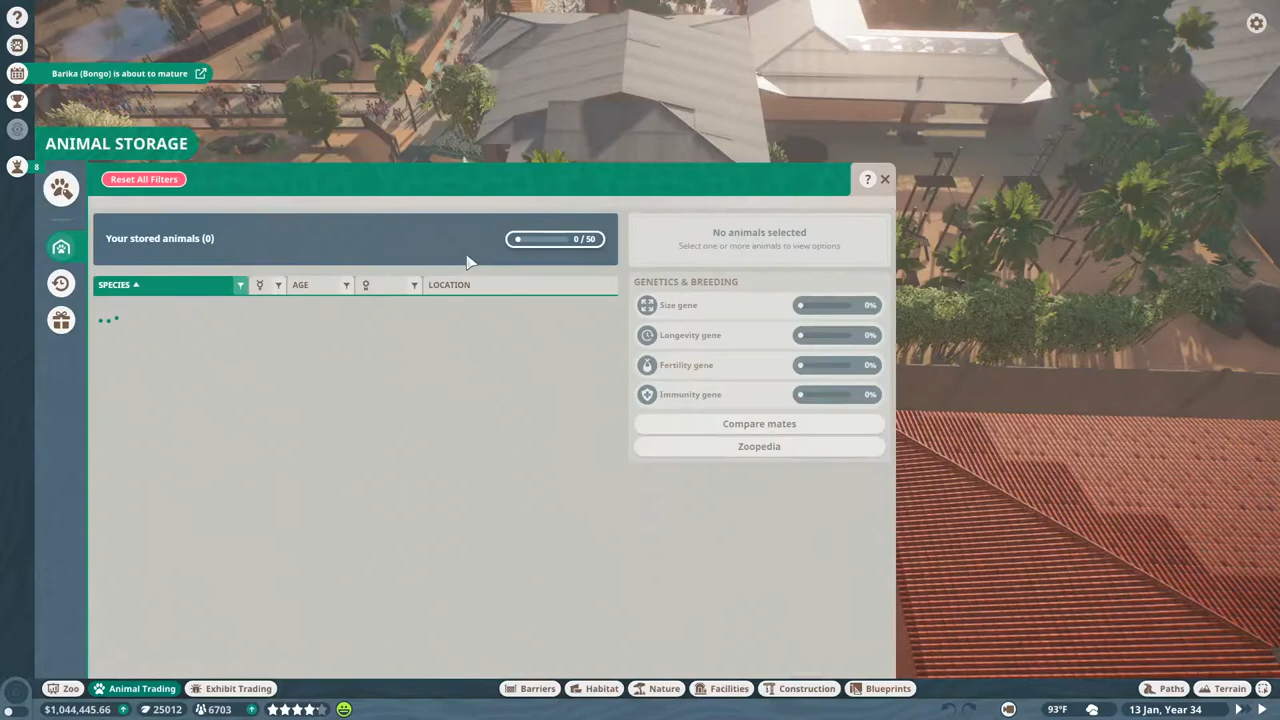 Barika (Bongo) is about to mature
ANIMAL STORAGE
8
Reset All Filters
?
Your stored animals (0)
0 / 50
No animals selected
Select one or more animals to view options
SPECIES
AGE
LOCATION
GENETICS & BREEDING
Size gene
0%
Longevity gene
0%
Fertility gene
0%
Immunity gene
0%
Compare mates
Zoopedia
Zoo
Animal Trading
Exhibit Trading
Barriers
Habitat
Nature
Facilities
Construction
Blueprints
Paths
Terrain
$1,044,445.66
25012
6703
93°F
13 Jan, Year 34